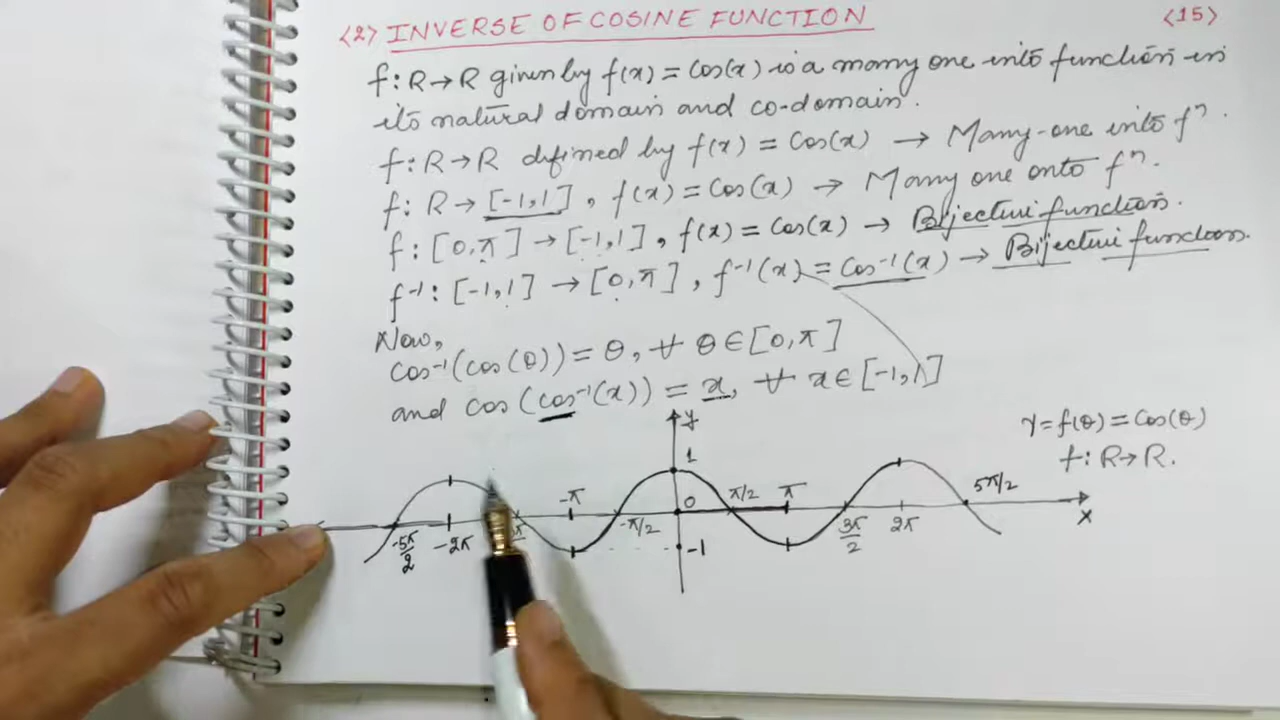 <2> INVERSE OF COSINE FUNCTION <15>
f: R→R given by f(x) = Cos(x) is a many one into function in
its natural domain and co-domain.
f: R→R defined by f(x) = Cos(x) → Many-one into fⁿ.
f: R→ [-1,1], f(x) = Cos(x) → Many one onto fⁿ.
f: [0,π] → [-1,1], f(x) = Cos(x) → Bijective function.
f⁻¹: [-1,1] → [0,π], f⁻¹(x) = Cos⁻¹(x) → Bijective function.
Now,
Cos⁻¹(cos(θ)) = θ, ∀ θ∈[0,π]
and cos(cos⁻¹(x)) = x, ∀ x∈[-1,1]
y
Y = f(θ) = Cos(θ)
f: R→R.
1
-π 0 π/2 π 5π/2
X
-5π/2 -2π -π/2 3π/2 2π
-1